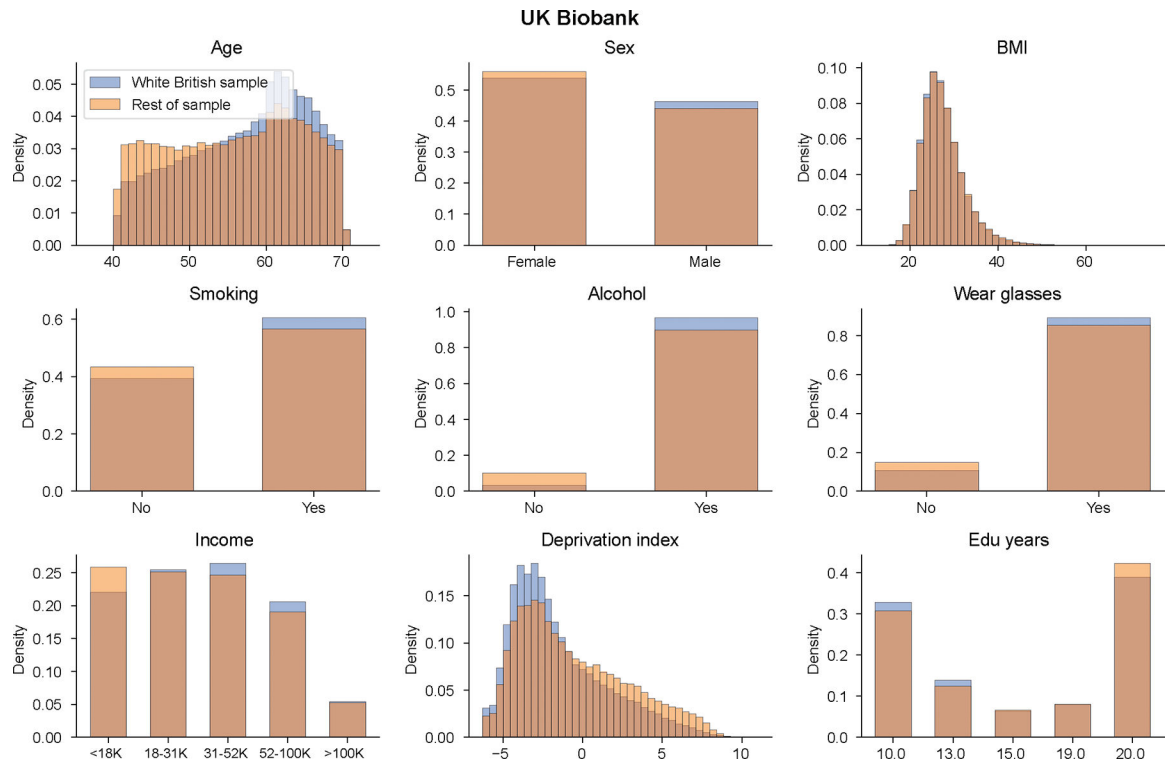 UK Biobank
Age
Density
0.05
0.04
0.03
0.02
0.01
0.00
White British sample
Rest of sample
40 50 60 70
Sex
Density
0.5
0.4
0.3
0.2
0.1
0.0
Female Male
BMI
Density
0.10
0.08
0.06
0.04
0.02
0.00
20 40 60
Smoking
Density
0.6
0.4
0.2
0.0
No Yes
Alcohol
Density
1.0
0.8
0.6
0.4
0.2
0.0
No Yes
Wear glasses
Density
0.8
0.6
0.4
0.2
0.0
No Yes
Income
Density
0.25
0.20
0.15
0.10
0.05
0.00
<18K 18-31K 31-52K 52-100K >100K
Deprivation index
Density
0.15
0.10
0.05
0.00
−5 0 5 10
Edu years
Density
0.4
0.3
0.2
0.1
0.0
10.0 13.0 15.0 19.0 20.0